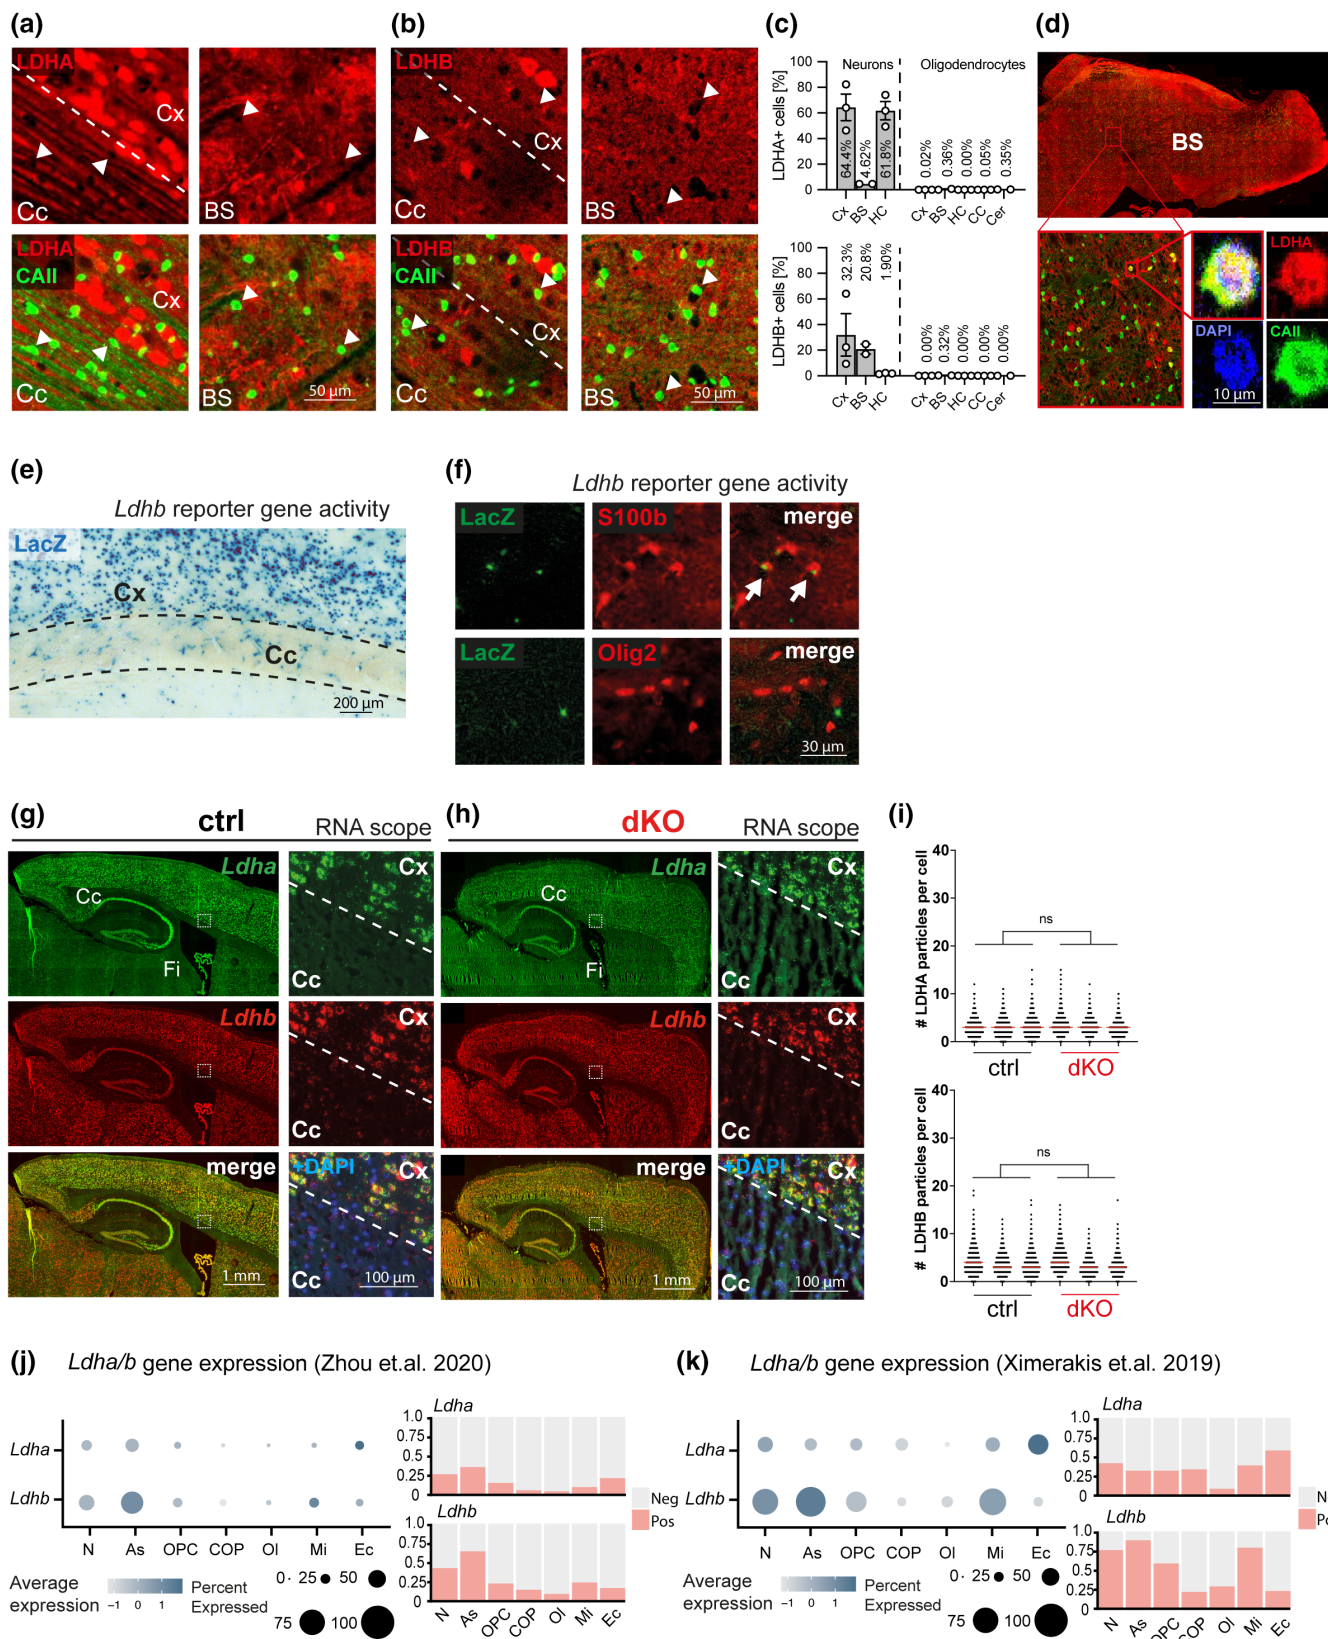 (a)
LDHA
Cx
Cc
BS
LDHA
CAII
Cx
Cc
BS
50 µm
(b)
LDHB
Cx
Cc
BS
LDHB
CAII
Cx
Cc
BS
50 µm
(c)
Neurons
Oligodendrocytes
LDHA+ cells [%]
100
80
60
40
20
0
64.4%
4.62%
61.8%
0.02%
0.36%
0.00%
0.05%
0.35%
Cx
BS
HC
Cx
BS
HC
CC
Cer
LDHB+ cells [%]
100
80
60
40
20
0
32.3%
20.8%
1.90%
0.00%
0.32%
0.00%
0.00%
0.00%
Cx
BS
HC
Cx
BS
HC
CC
Cer
(d)
BS
LDHA
DAPI
CAII
10 µm
(e)
Ldhb reporter gene activity
LacZ
Cx
Cc
200 µm
(f)
Ldhb reporter gene activity
LacZ
S100b
merge
LacZ
Olig2
merge
30 µm
(g)
ctrl
RNA scope
Ldha
Cc
Fi
Cx
Cc
Ldhb
Cx
Cc
merge
1 mm
+DAPI
Cx
Cc
100 µm
(h)
dKO
RNA scope
Ldha
Cc
Fi
Cx
Cc
Ldhb
Cx
Cc
merge
1 mm
+DAPI
Cx
Cc
100 µm
(i)
# LDHA particles per cell
40
30
20
10
0
ns
ctrl
dKO
# LDHB particles per cell
40
30
20
10
0
ns
ctrl
dKO
(j)
Ldha/b gene expression (Zhou et.al. 2020)
Ldha
Ldhb
N As OPC COP Ol Mi Ec
Average expression
−1 0 1
Percent Expressed
0 25 50
75 100
Ldha
1.0
0.75
0.5
0.25
0
Neg
Pos
Ldhb
1.0
0.75
0.5
0.25
0
N As OPC COP Ol Mi Ec
(k)
Ldha/b gene expression (Ximerakis et.al. 2019)
Ldha
Ldhb
N As OPC COP Ol Mi Ec
Average expression
−1 0 1
Percent Expressed
0 25 50
75 100
Ldha
1.0
0.75
0.5
0.25
0
Ldhb
1.0
0.75
0.5
0.25
0
N As OPC COP Ol Mi Ec